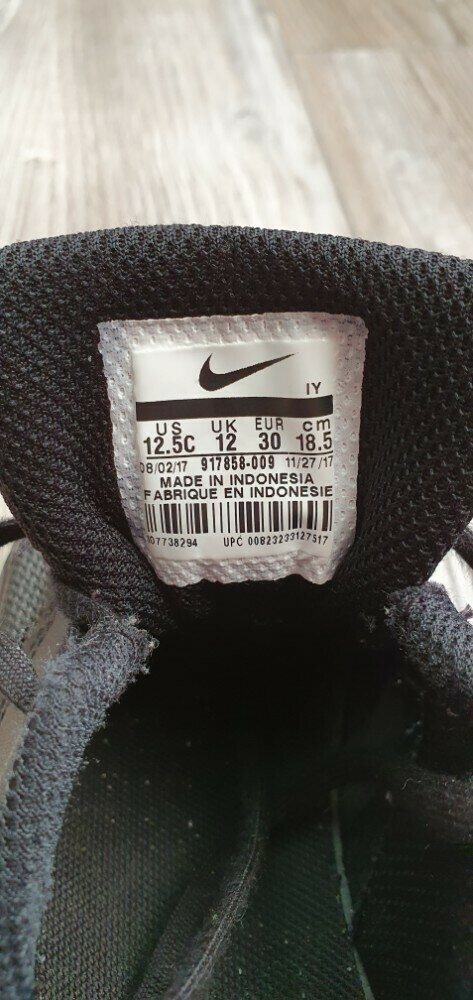 IY
US UK EUR cm
12.5C 12 30 18.5
08/02/17 917858-009 11/27/17
MADE IN INDONESIA
FABRIQUE EN INDONESIE
07738294 UPC 00823233127517